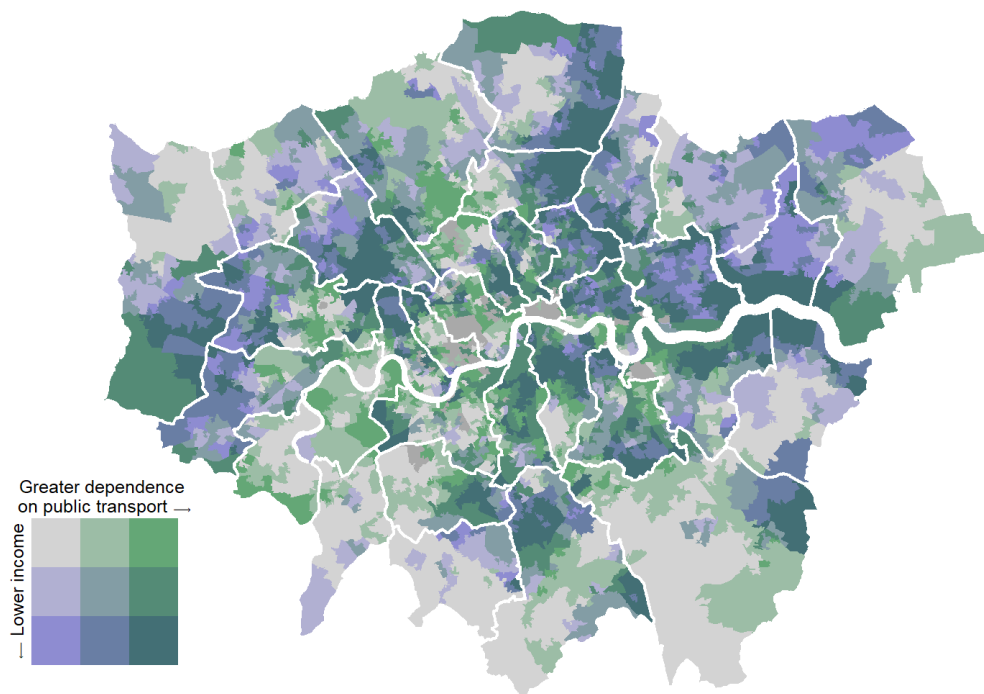 Greater dependence
on public transport →
← Lower income